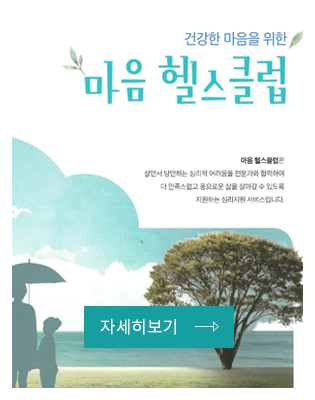 건강한 마음을 위한
마음 헬스클럽
마음 헬스클럽은
살면서 당면하는 심리적 어려움을 전문가와 협력하여
더 만족스럽고 풍요로운 삶을 살아갈 수 있도록
지원하는 심리지원 서비스입니다.
자세히보기